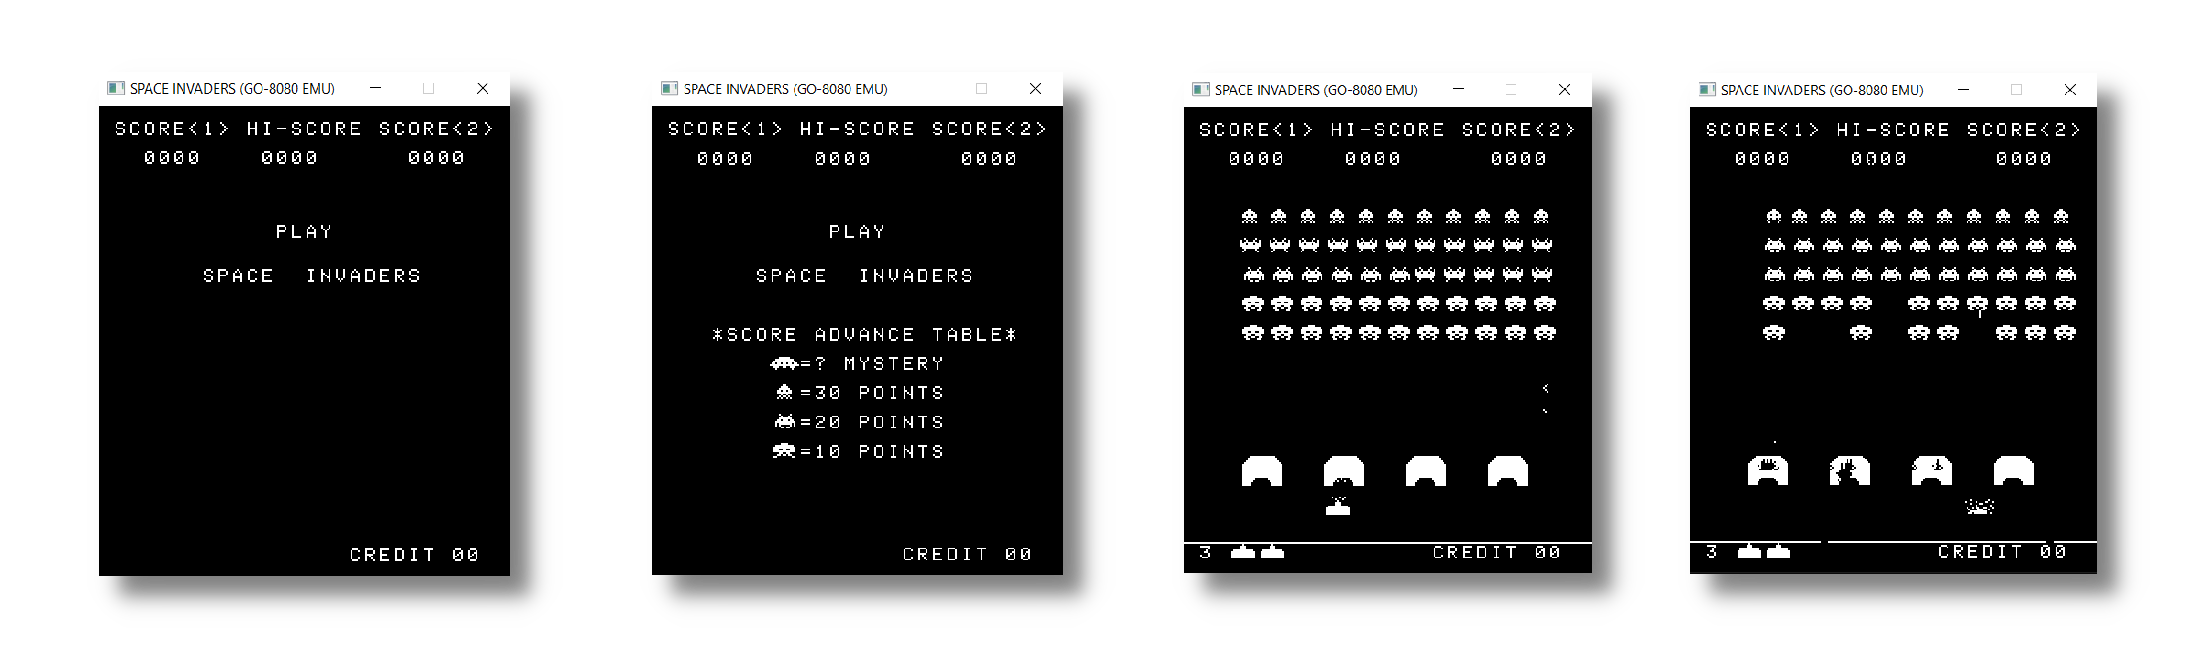 SPACE INVADERS (GO-8080 EMU)
SCORE<1> HI-SCORE SCORE<2>
0000 0000 0000
PLAY
SPACE INVADERS
CREDIT 00
SPACE INVADERS (GO-8080 EMU)
SCORE<1> HI-SCORE SCORE<2>
0000 0000 0000
PLAY
SPACE INVADERS
*SCORE ADVANCE TABLE*
=? MYSTERY
=30 POINTS
=20 POINTS
=10 POINTS
CREDIT 00
SPACE INVADERS (GO-8080 EMU)
SCORE<1> HI-SCORE SCORE<2>
0000 0000 0000
3 CREDIT 00
SPACE INVADERS (GO-8080 EMU)
SCORE<1> HI-SCORE SCORE<2>
0000 0000 0000
3 CREDIT 00